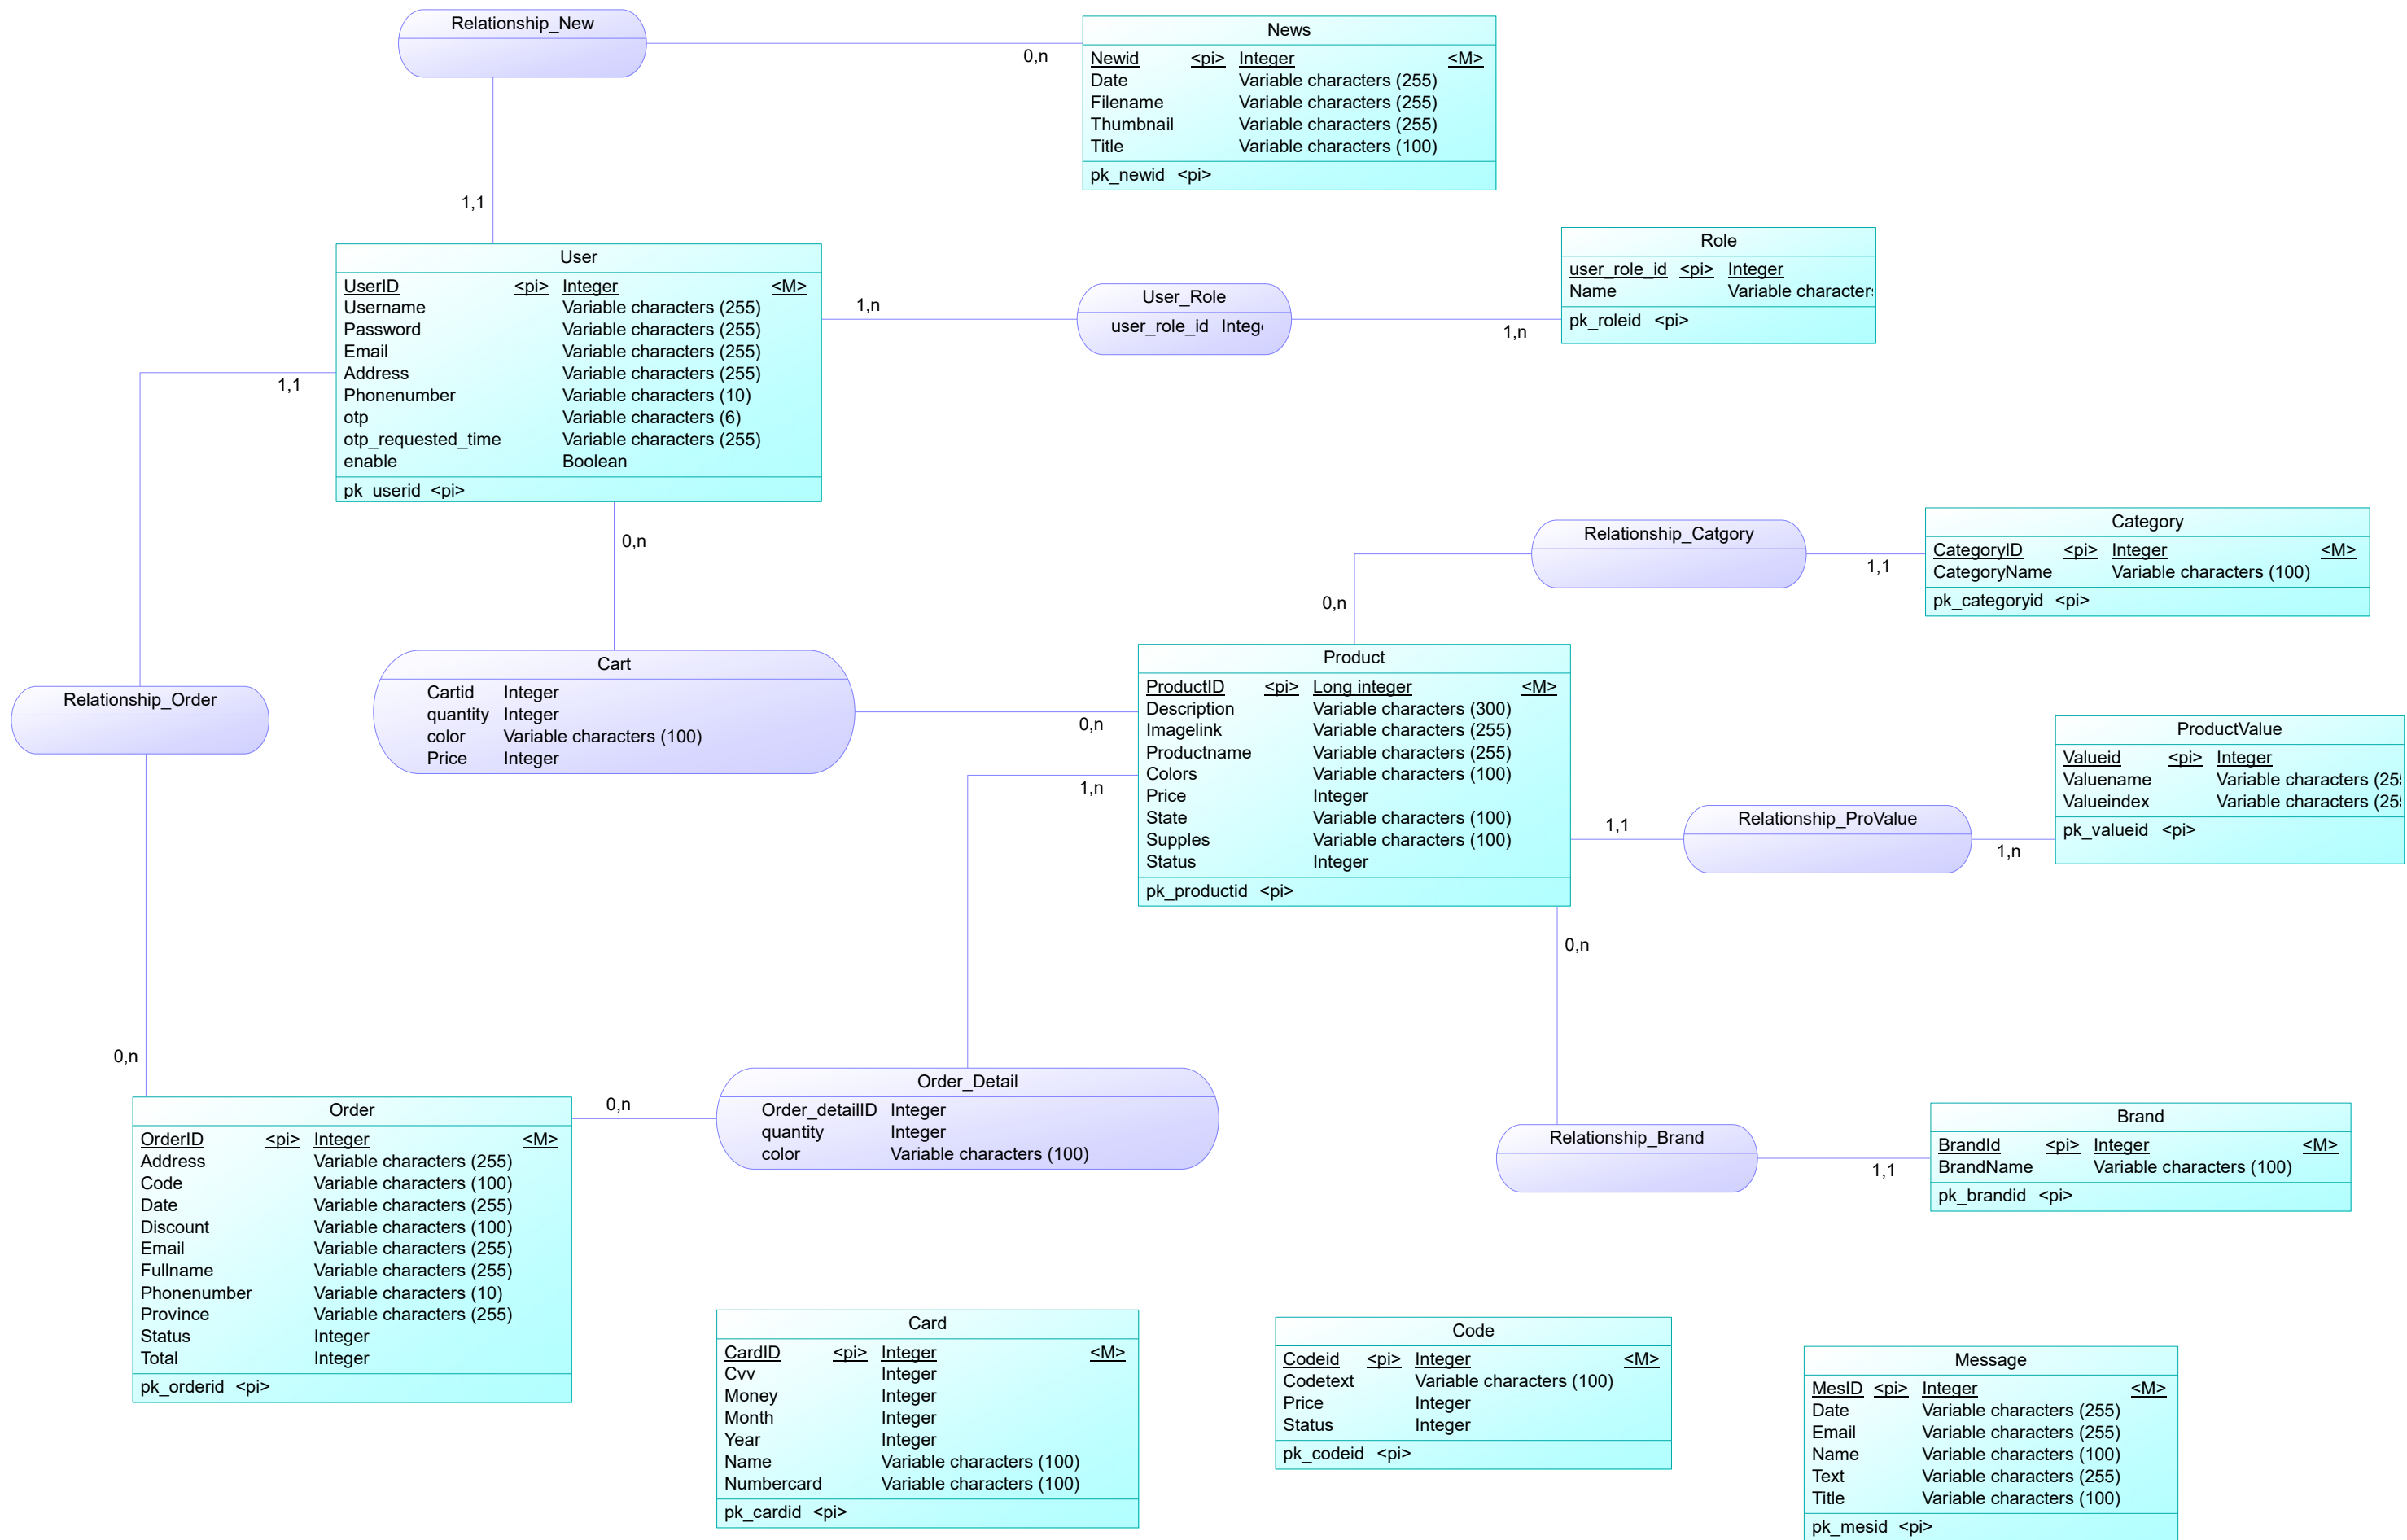 Relationship_New
0,n
1,1
News
Newid <pi> Integer <M>
Date Variable characters (255)
Filename Variable characters (255)
Thumbnail Variable characters (255)
Title Variable characters (100)
pk_newid <pi>
User
UserID <pi> Integer <M>
Username Variable characters (255)
Password Variable characters (255)
Email Variable characters (255)
Address Variable characters (255)
Phonenumber Variable characters (10)
otp Variable characters (6)
otp_requested_time Variable characters (255)
enable Boolean
pk_userid <pi>
1,n
User_Role
user_role_id Integ
1,n
Role
user_role_id <pi> Integer
Name Variable characters
pk_roleid <pi>
1,1
0,n
Relationship_Order
0,n
Cart
Cartid Integer
quantity Integer
color Variable characters (100)
Price Integer
0,n
1,n
0,n
Relationship_Catgory
1,1
Category
CategoryID <pi> Integer <M>
CategoryName Variable characters (100)
pk_categoryid <pi>
Product
ProductID <pi> Long integer <M>
Description Variable characters (300)
Imagelink Variable characters (255)
Productname Variable characters (255)
Colors Variable characters (100)
Price Integer
State Variable characters (100)
Supples Variable characters (100)
Status Integer
pk_productid <pi>
1,1
Relationship_ProValue
1,n
ProductValue
Valueid <pi> Integer
Valuename Variable characters (25
Valueindex Variable characters (25
pk_valueid <pi>
0,n
Relationship_Brand
1,1
Brand
BrandId <pi> Integer <M>
BrandName Variable characters (100)
pk_brandid <pi>
Order
OrderID <pi> Integer <M>
Address Variable characters (255)
Code Variable characters (100)
Date Variable characters (255)
Discount Variable characters (100)
Email Variable characters (255)
Fullname Variable characters (255)
Phonenumber Variable characters (10)
Province Variable characters (255)
Status Integer
Total Integer
pk_orderid <pi>
0,n
Order_Detail
Order_detailID Integer
quantity Integer
color Variable characters (100)
Card
CardID <pi> Integer <M>
Cvv Integer
Money Integer
Month Integer
Year Integer
Name Variable characters (100)
Numbercard Variable characters (100)
pk_cardid <pi>
Code
Codeid <pi> Integer <M>
Codetext Variable characters (100)
Price Integer
Status Integer
pk_codeid <pi>
Message
MesID <pi> Integer <M>
Date Variable characters (255)
Email Variable characters (255)
Name Variable characters (100)
Text Variable characters (255)
Title Variable characters (100)
pk_mesid <pi>